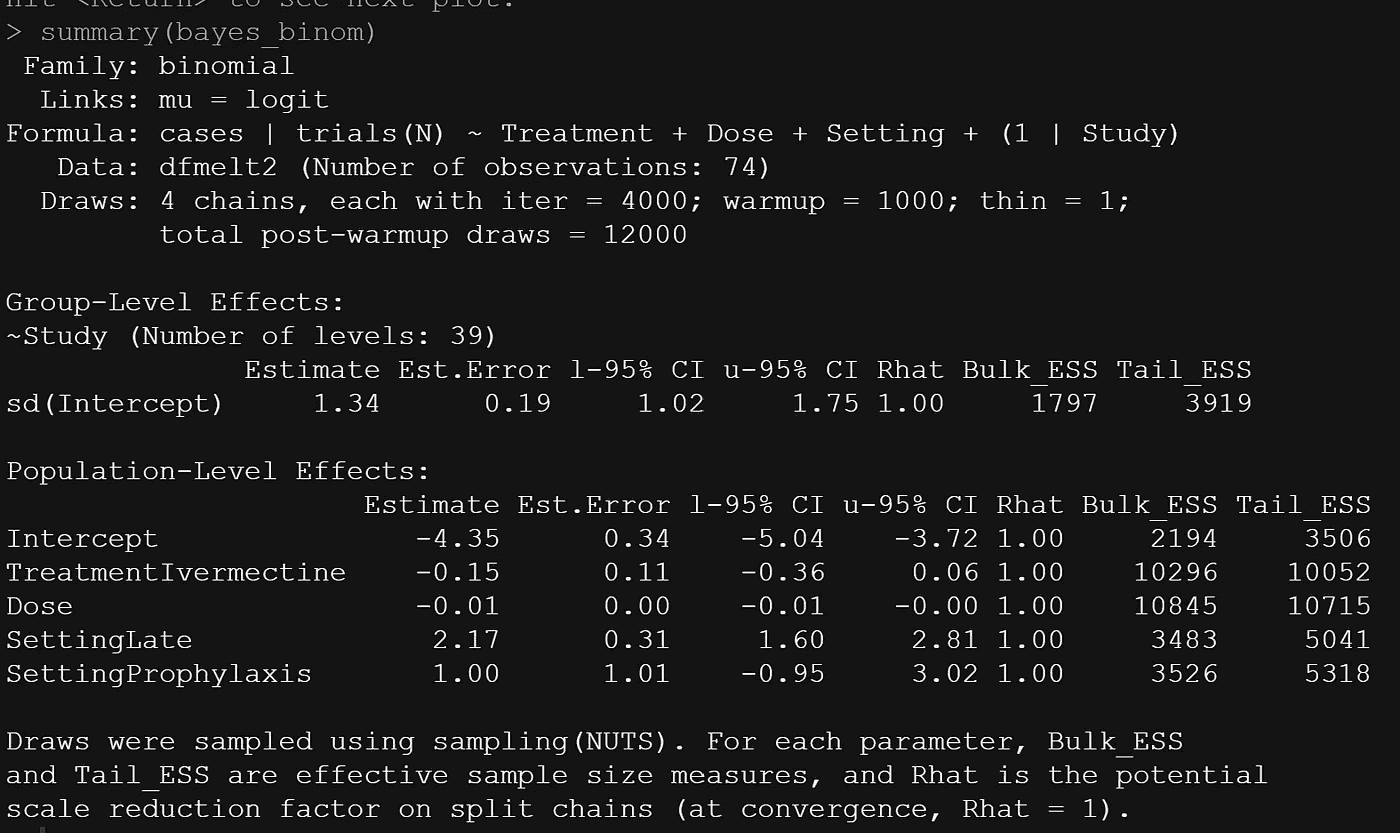 hit <Return> to see next plot:
> summary(bayes_binom)
Family: binomial
Links: mu = logit
Formula: cases | trials(N) ~ Treatment + Dose + Setting + (1 | Study)
Data: dfmelt2 (Number of observations: 74)
Draws: 4 chains, each with iter = 4000; warmup = 1000; thin = 1;
total post-warmup draws = 12000
Group-Level Effects:
~Study (Number of levels: 39)
Estimate Est.Error l-95% CI u-95% CI Rhat Bulk_ESS Tail_ESS
sd(Intercept) 1.34 0.19 1.02 1.75 1.00 1797 3919
Population-Level Effects:
Estimate Est.Error l-95% CI u-95% CI Rhat Bulk_ESS Tail_ESS
Intercept -4.35 0.34 -5.04 -3.72 1.00 2194 3506
TreatmentIvermectine -0.15 0.11 -0.36 0.06 1.00 10296 10052
Dose -0.01 0.00 -0.01 -0.00 1.00 10845 10715
SettingLate 2.17 0.31 1.60 2.81 1.00 3483 5041
SettingProphylaxis 1.00 1.01 -0.95 3.02 1.00 3526 5318
Draws were sampled using sampling(NUTS). For each parameter, Bulk_ESS
and Tail_ESS are effective sample size measures, and Rhat is the potential
scale reduction factor on split chains (at convergence, Rhat = 1).